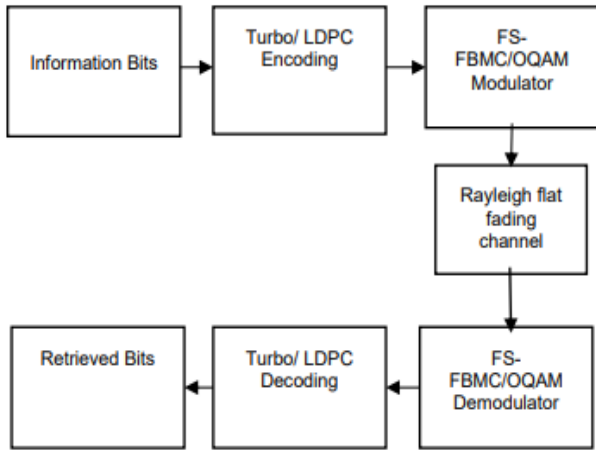 Information Bits
Turbo/ LDPC
Encoding
FS-
FBMC/OQAM
Modulator
Rayleigh flat
fading
channel
Retrieved Bits
Turbo/ LDPC
Decoding
FS-
FBMC/OQAM
Demodulator